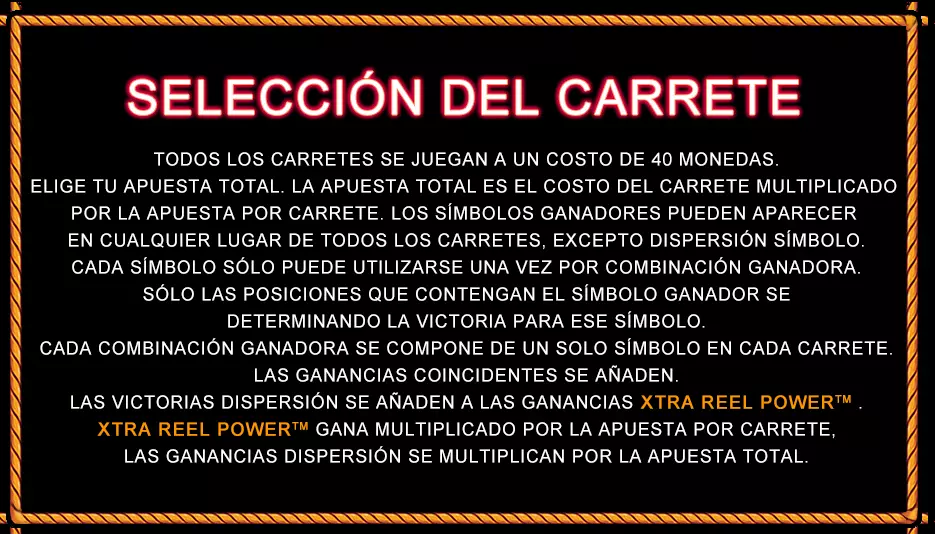 SELECCIÓN DEL CARRETE
TODOS LOS CARRETES SE JUEGAN A UN COSTO DE 40 MONEDAS.
ELIGE TU APUESTA TOTAL. LA APUESTA TOTAL ES EL COSTO DEL CARRETE MULTIPLICADO
POR LA APUESTA POR CARRETE. LOS SÍMBOLOS GANADORES PUEDEN APARECER
EN CUALQUIER LUGAR DE TODOS LOS CARRETES, EXCEPTO DISPERSIÓN SÍMBOLO.
CADA SÍMBOLO SÓLO PUEDE UTILIZARSE UNA VEZ POR COMBINACIÓN GANADORA.
SÓLO LAS POSICIONES QUE CONTENGAN EL SÍMBOLO GANADOR SE
DETERMINANDO LA VICTORIA PARA ESE SÍMBOLO.
CADA COMBINACIÓN GANADORA SE COMPONE DE UN SOLO SÍMBOLO EN CADA CARRETE.
LAS GANANCIAS COINCIDENTES SE AÑADEN.
LAS VICTORIAS DISPERSIÓN SE AÑADEN A LAS GANANCIAS XTRA REEL POWER™ .
XTRA REEL POWER™ GANA MULTIPLICADO POR LA APUESTA POR CARRETE,
LAS GANANCIAS DISPERSIÓN SE MULTIPLICAN POR LA APUESTA TOTAL.